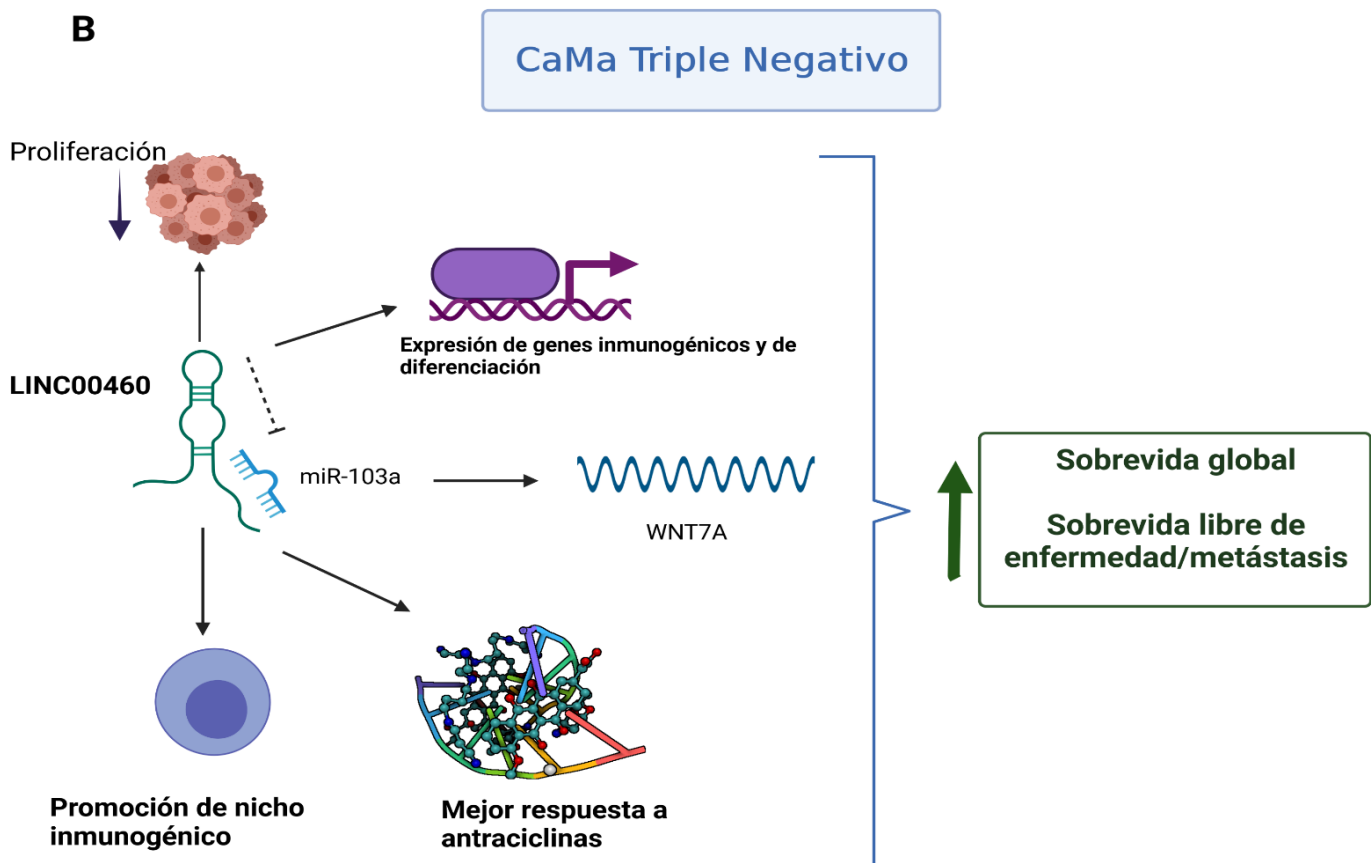 B
CaMa Triple Negativo
Proliferación
Expresión de genes inmunogénicos y de
diferenciación
LINC00460
miR-103a
WNT7A
Sobrevida global
Sobrevida libre de
enfermedad/metástasis
Promoción de nicho
inmunogénico
Mejor respuesta a
antraciclinas